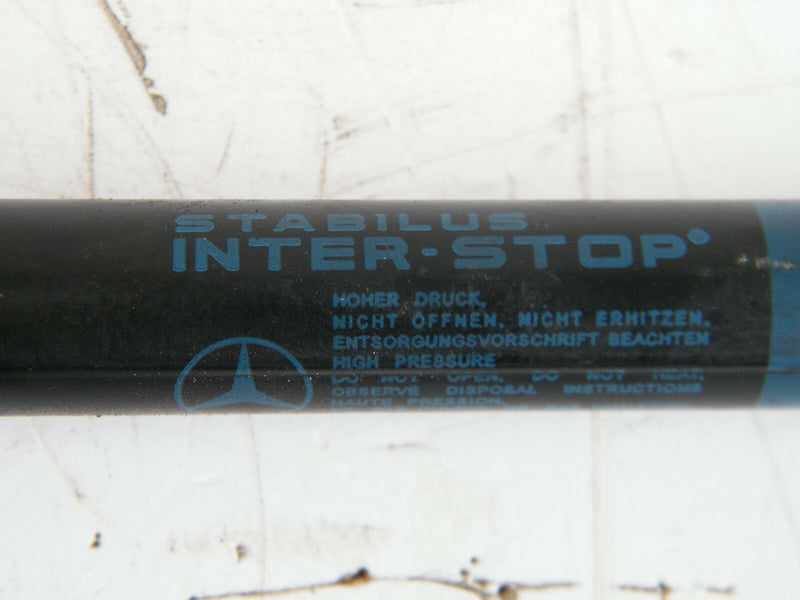 STABILUS
INTER-STOP®
HOHER DRUCK,
NICHT ÖFFNEN, NICHT ERHITZEN,
ENTSORGUNGSVORSCHRIFT BEACHTEN
HIGH PRESSURE
DO NOT OPEN, DO NOT HEAT,
OBSERVE DISPOSAL INSTRUCTIONS
HAUTE PRESSION,